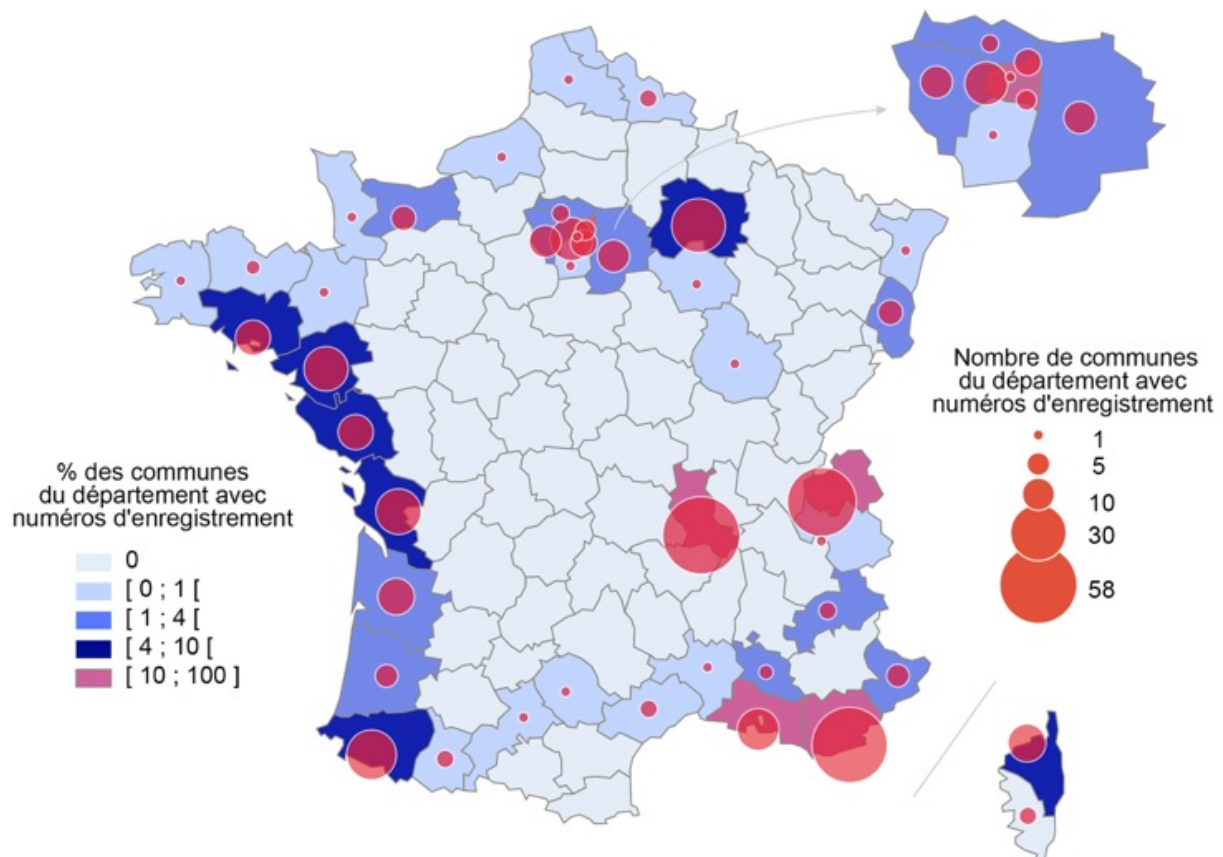 % des communes
du département avec
numéros d'enregistrement
0
[ 0 ; 1 [
[ 1 ; 4 [
[ 4 ; 10 [
[ 10 ; 100 ]
Nombre de communes
du département avec
numéros d'enregistrement
1
5
10
30
58